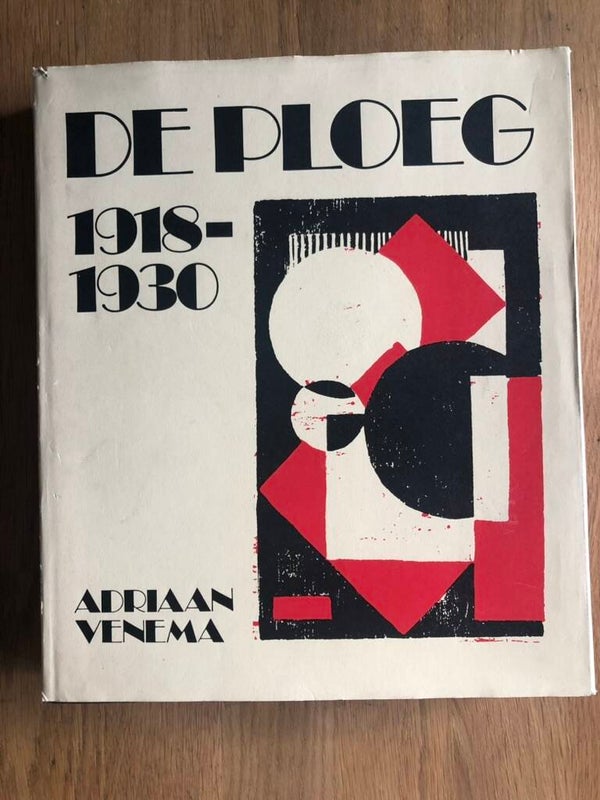 DE PLOEG
1918-
1930
ADRIAAN
VENEMA